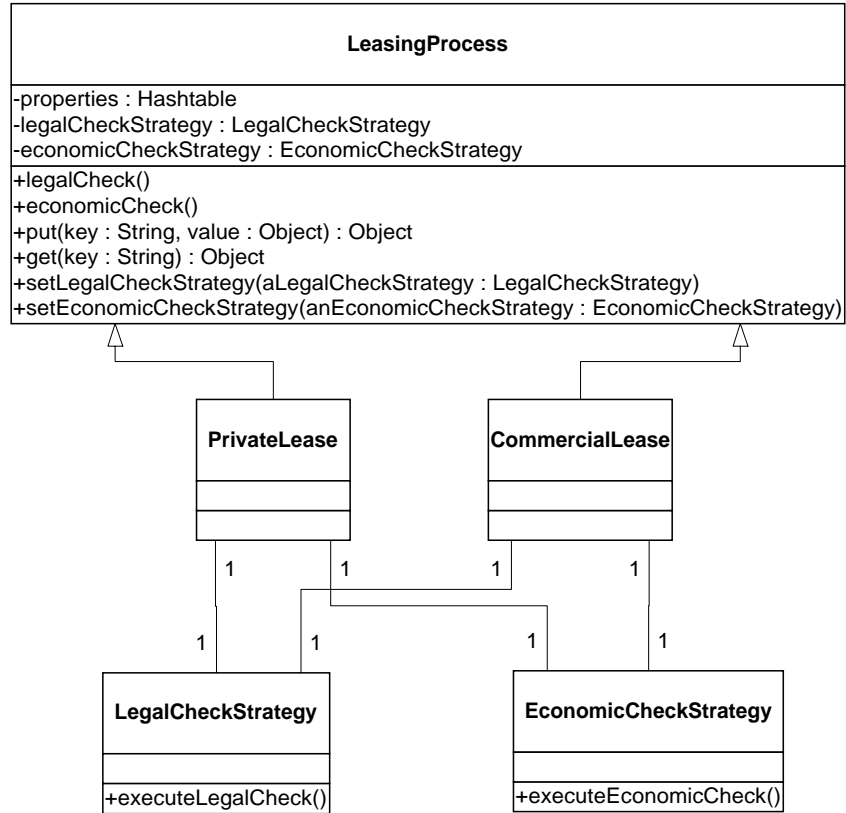 LeasingProcess
-properties : Hashtable
-legalCheckStrategy : LegalCheckStrategy
-economicCheckStrategy : EconomicCheckStrategy
+legalCheck()
+economicCheck()
+put(key : String, value : Object) : Object
+get(key : String) : Object
+setLegalCheckStrategy(aLegalCheckStrategy : LegalCheckStrategy)
+setEconomicCheckStrategy(anEconomicCheckStrategy : EconomicCheckStrategy)
PrivateLease
CommercialLease
1 1 1 1
1 1 1 1
LegalCheckStrategy
EconomicCheckStrategy
+executeLegalCheck()
+executeEconomicCheck()